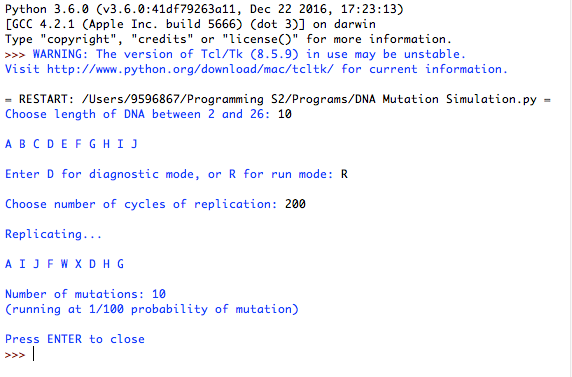 Python 3.6.0 (v3.6.0:41df79263a11, Dec 22 2016, 17:23:13)
[GCC 4.2.1 (Apple Inc. build 5666) (dot 3)] on darwin
Type "copyright", "credits" or "license()" for more information.
>>> WARNING: The version of Tcl/Tk (8.5.9) in use may be unstable.
Visit http://www.python.org/download/mac/tcltk/ for current information.
= RESTART: /Users/9596867/Programming S2/Programs/DNA Mutation Simulation.py =
Choose length of DNA between 2 and 26: 10
A B C D E F G H I J
Enter D for diagnostic mode, or R for run mode: R
Choose number of cycles of replication: 200
Replicating...
A I J F W X D H G
Number of mutations: 10
(running at 1/100 probability of mutation)
Press ENTER to close
>>>